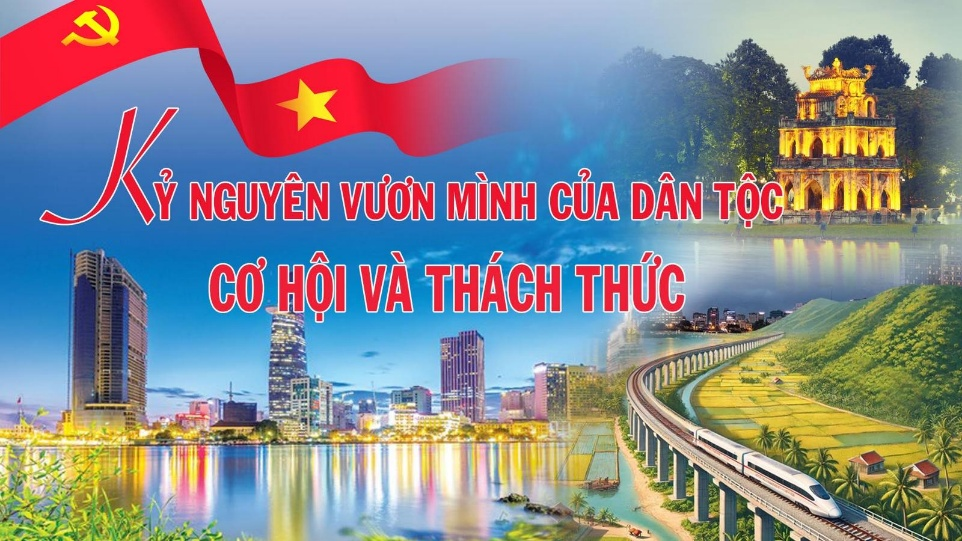 KỶ NGUYÊN VƯƠN MÌNH CỦA DÂN TỘC
CƠ HỘI VÀ THÁCH THỨC